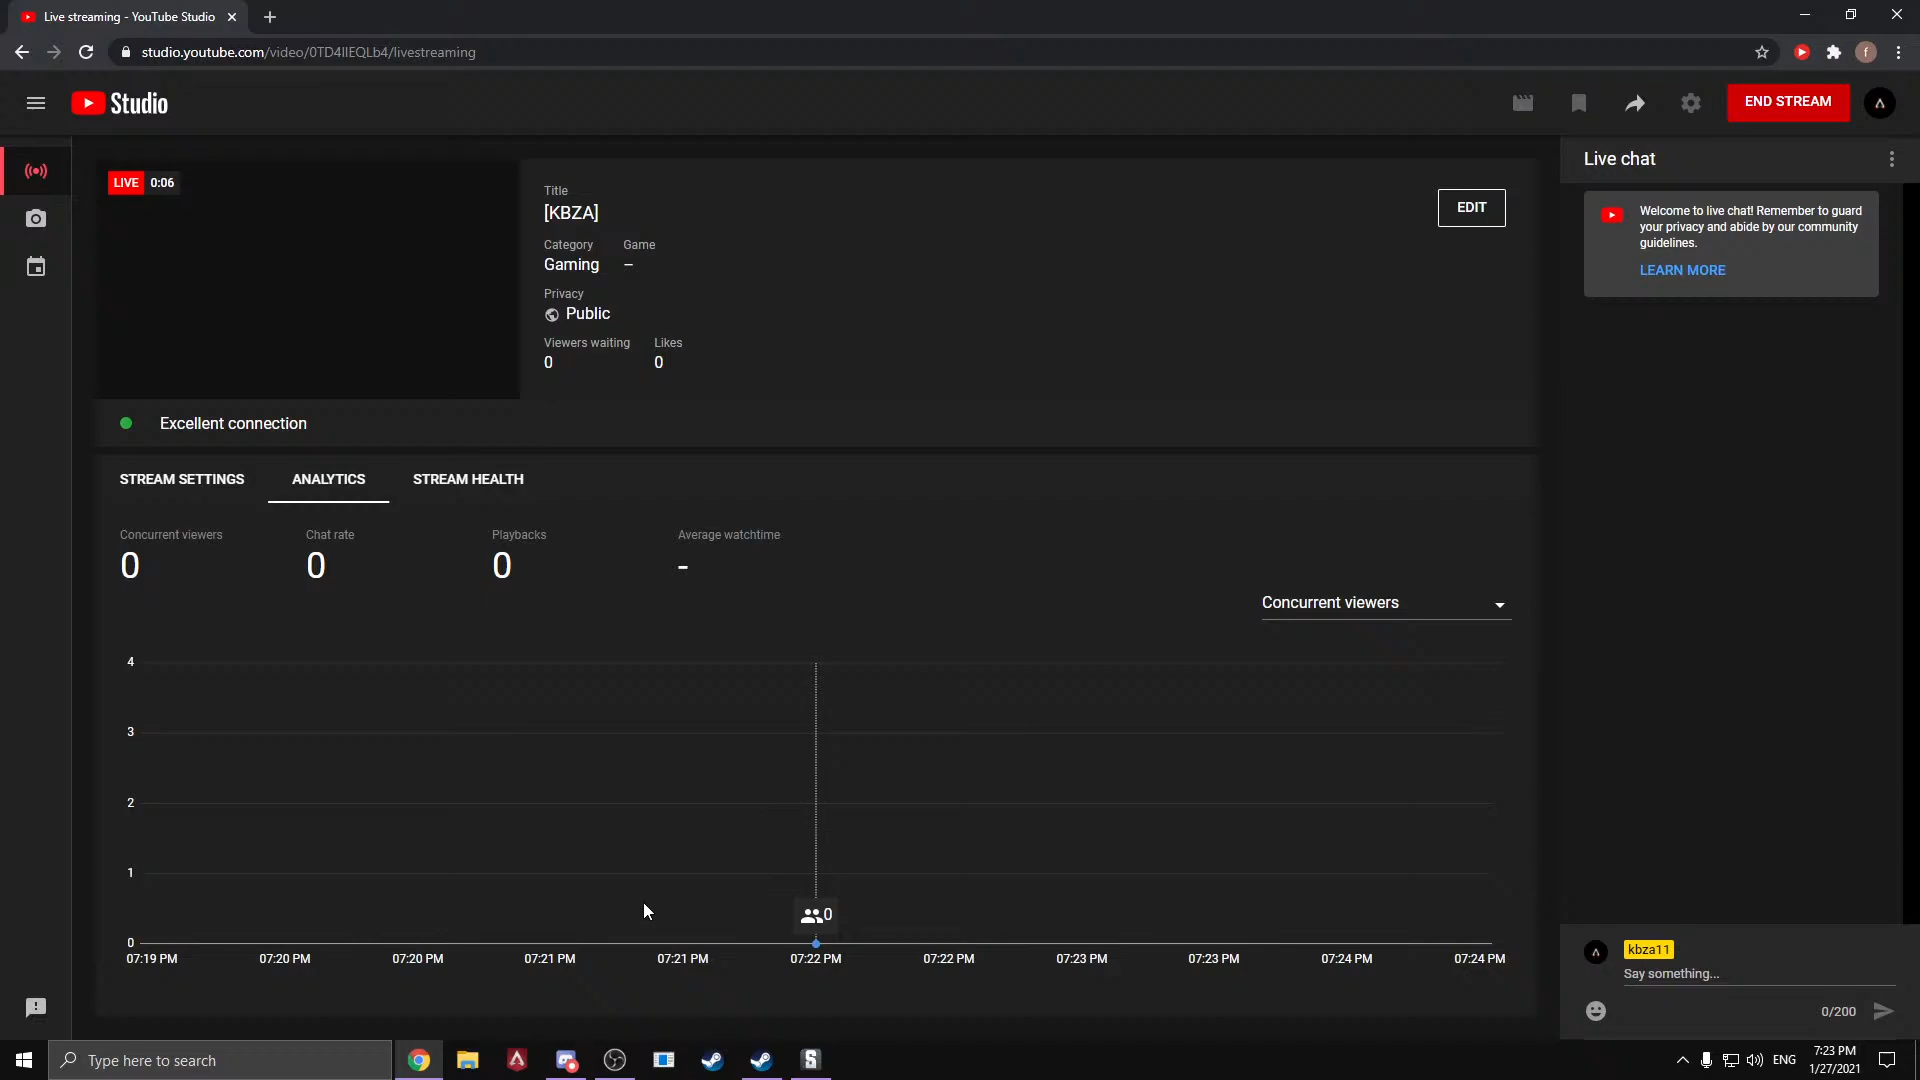 Live streaming - YouTube Studio
studio.youtube.com/video/0TD4IlEQLb4/livestreaming
f
Studio
END STREAM
LIVE 0:06
Title
[KBZA]
EDIT
Category Game
Gaming –
Privacy
Public
Viewers waiting Likes
0 0
Excellent connection
STREAM SETTINGS ANALYTICS STREAM HEALTH
Concurrent viewers Chat rate Playbacks Average watchtime
0 0 0 -
Concurrent viewers
4
3
2
1
0
0
07:19 PM 07:20 PM 07:20 PM 07:21 PM 07:21 PM 07:22 PM 07:22 PM 07:23 PM 07:23 PM 07:24 PM 07:24 PM
Live chat
Welcome to live chat! Remember to guard
your privacy and abide by our community
guidelines.
LEARN MORE
kbza11
Say something...
0/200
Type here to search
ENG
7:23 PM
1/27/2021